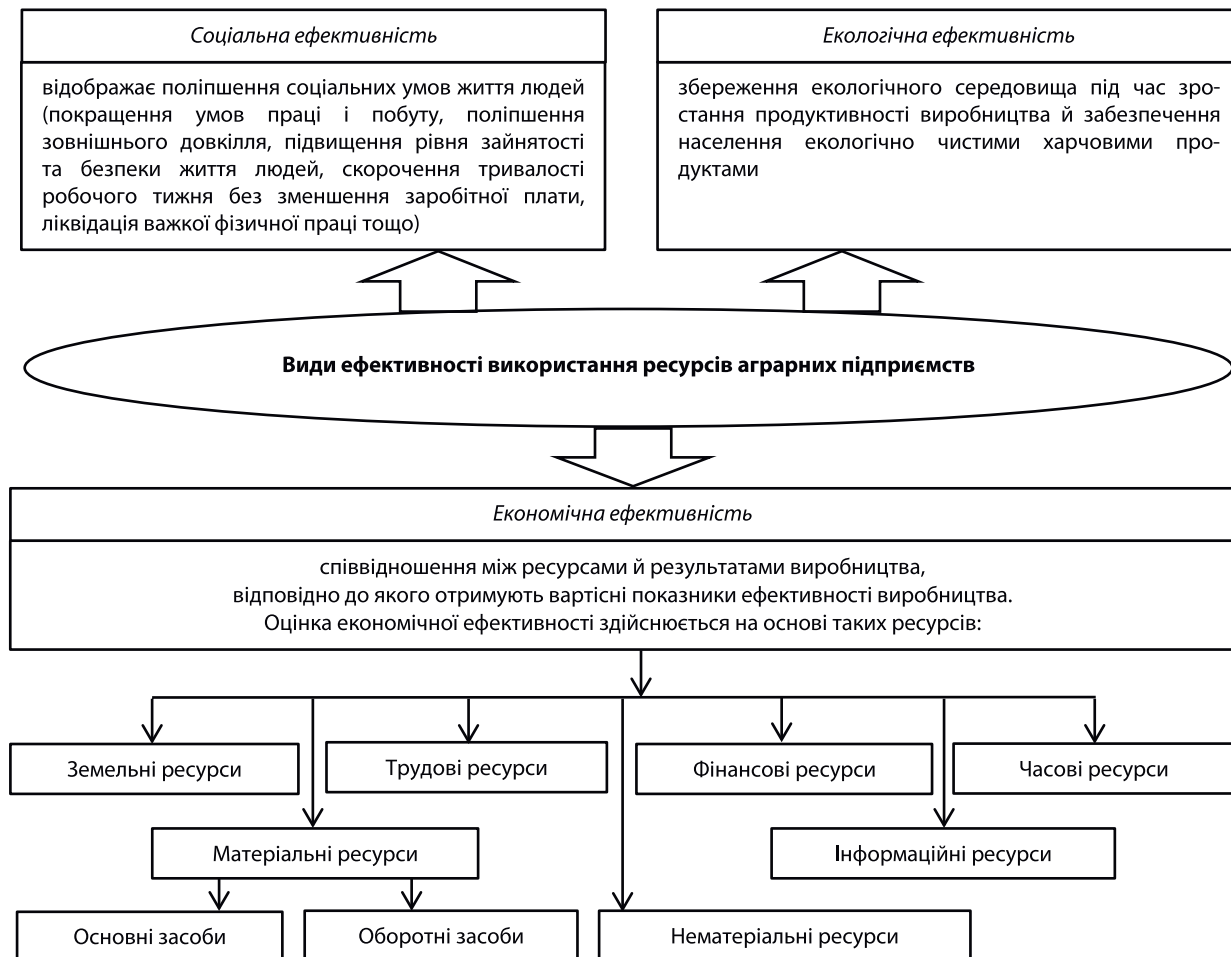 Соціальна ефективність
відображає поліпшення соціальних умов життя людей
(покращення умов праці і побуту, поліпшення
зовнішнього довкілля, підвищення рівня зайнятості
та безпеки життя людей, скорочення тривалості
робочого тижня без зменшення заробітної плати,
ліквідація важкої фізичної праці тощо)
Екологічна ефективність
збереження екологічного середовища під час зро-
стання продуктивності виробництва й забезпечення
населення екологічно чистими харчовими про-
дуктами
Види ефективності використання ресурсів аграрних підприємств
Економічна ефективність
співвідношення між ресурсами й результатами виробництва,
відповідно до якого отримують вартісні показники ефективності виробництва.
Оцінка економічної ефективності здійснюється на основі таких ресурсів:
Земельні ресурси
Трудові ресурси
Фінансові ресурси
Часові ресурси
Матеріальні ресурси
Інформаційні ресурси
Основні засоби
Оборотні засоби
Нематеріальні ресурси